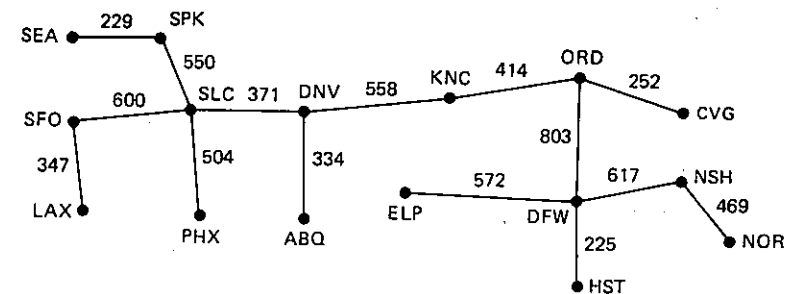 229
SPK
SEA
550
ORD
KNC
414
252
600
SLC
371
DNV
558
SFO
CVG
803
347
504
334
617
NSH
572
LAX
ELP
DFW
469
PHX
ABQ
225
NOR
HST